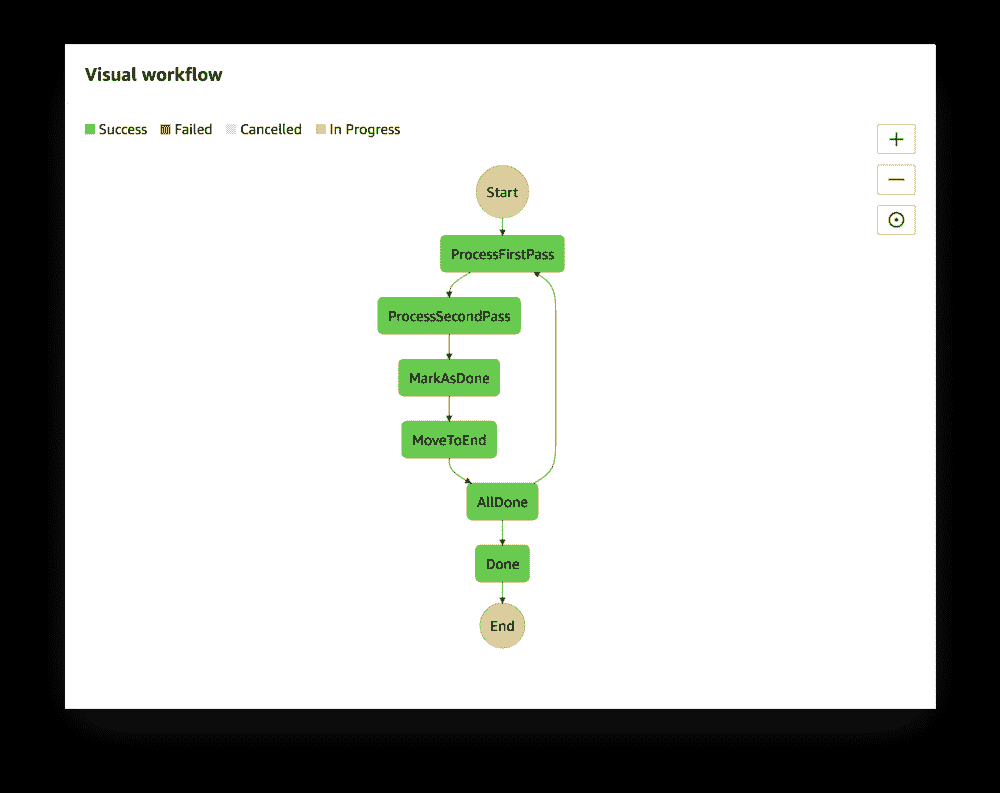 Visual workflow
Success Failed Cancelled In Progress
Start
ProcessFirstPass
ProcessSecondPass
MarkAsDone
MoveToEnd
AllDone
Done
End